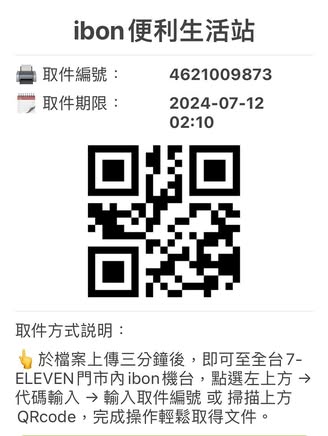 ibon便利生活站
取件編號：
4621009873
取件期限：
2024-07-12
02:10
取件方式説明：
於檔案上傳三分鐘後，即可至全台7-
ELEVEN門市內ibon機台，點選左上方 →
代碼輸入 → 輸入取件編號 或 掃描上方
QRcode，完成操作輕鬆取得文件。